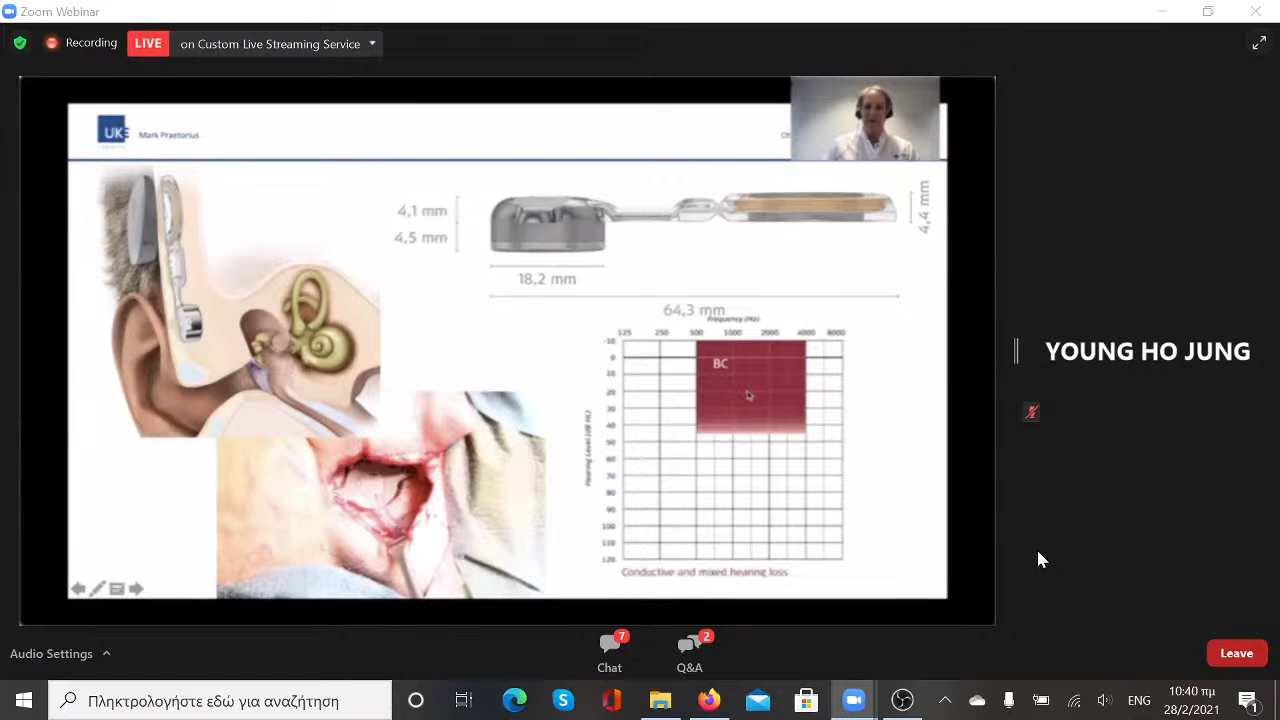 Zoom Webinar
Recording
LIVE
on Custom Live Streaming Service
UKE
Mark Praetorius
4,1 mm
4,5 mm
4,4 mm
18,2 mm
64,3 mm
Frequency (Hz)
125 250 500 1000 2000 4000 8000
-10
0
10
20
30
40
50
60
70
80
90
100
110
120
Hearing Level (dB HL)
BC
Conductive and mixed hearing loss
YOUNG HO JUNG
Audio Settings
7
Chat
2
Q&A
Leave
Πληκτρολογήστε εδώ για αναζήτηση
ENG
10:40 πμ
28/2/2021
1